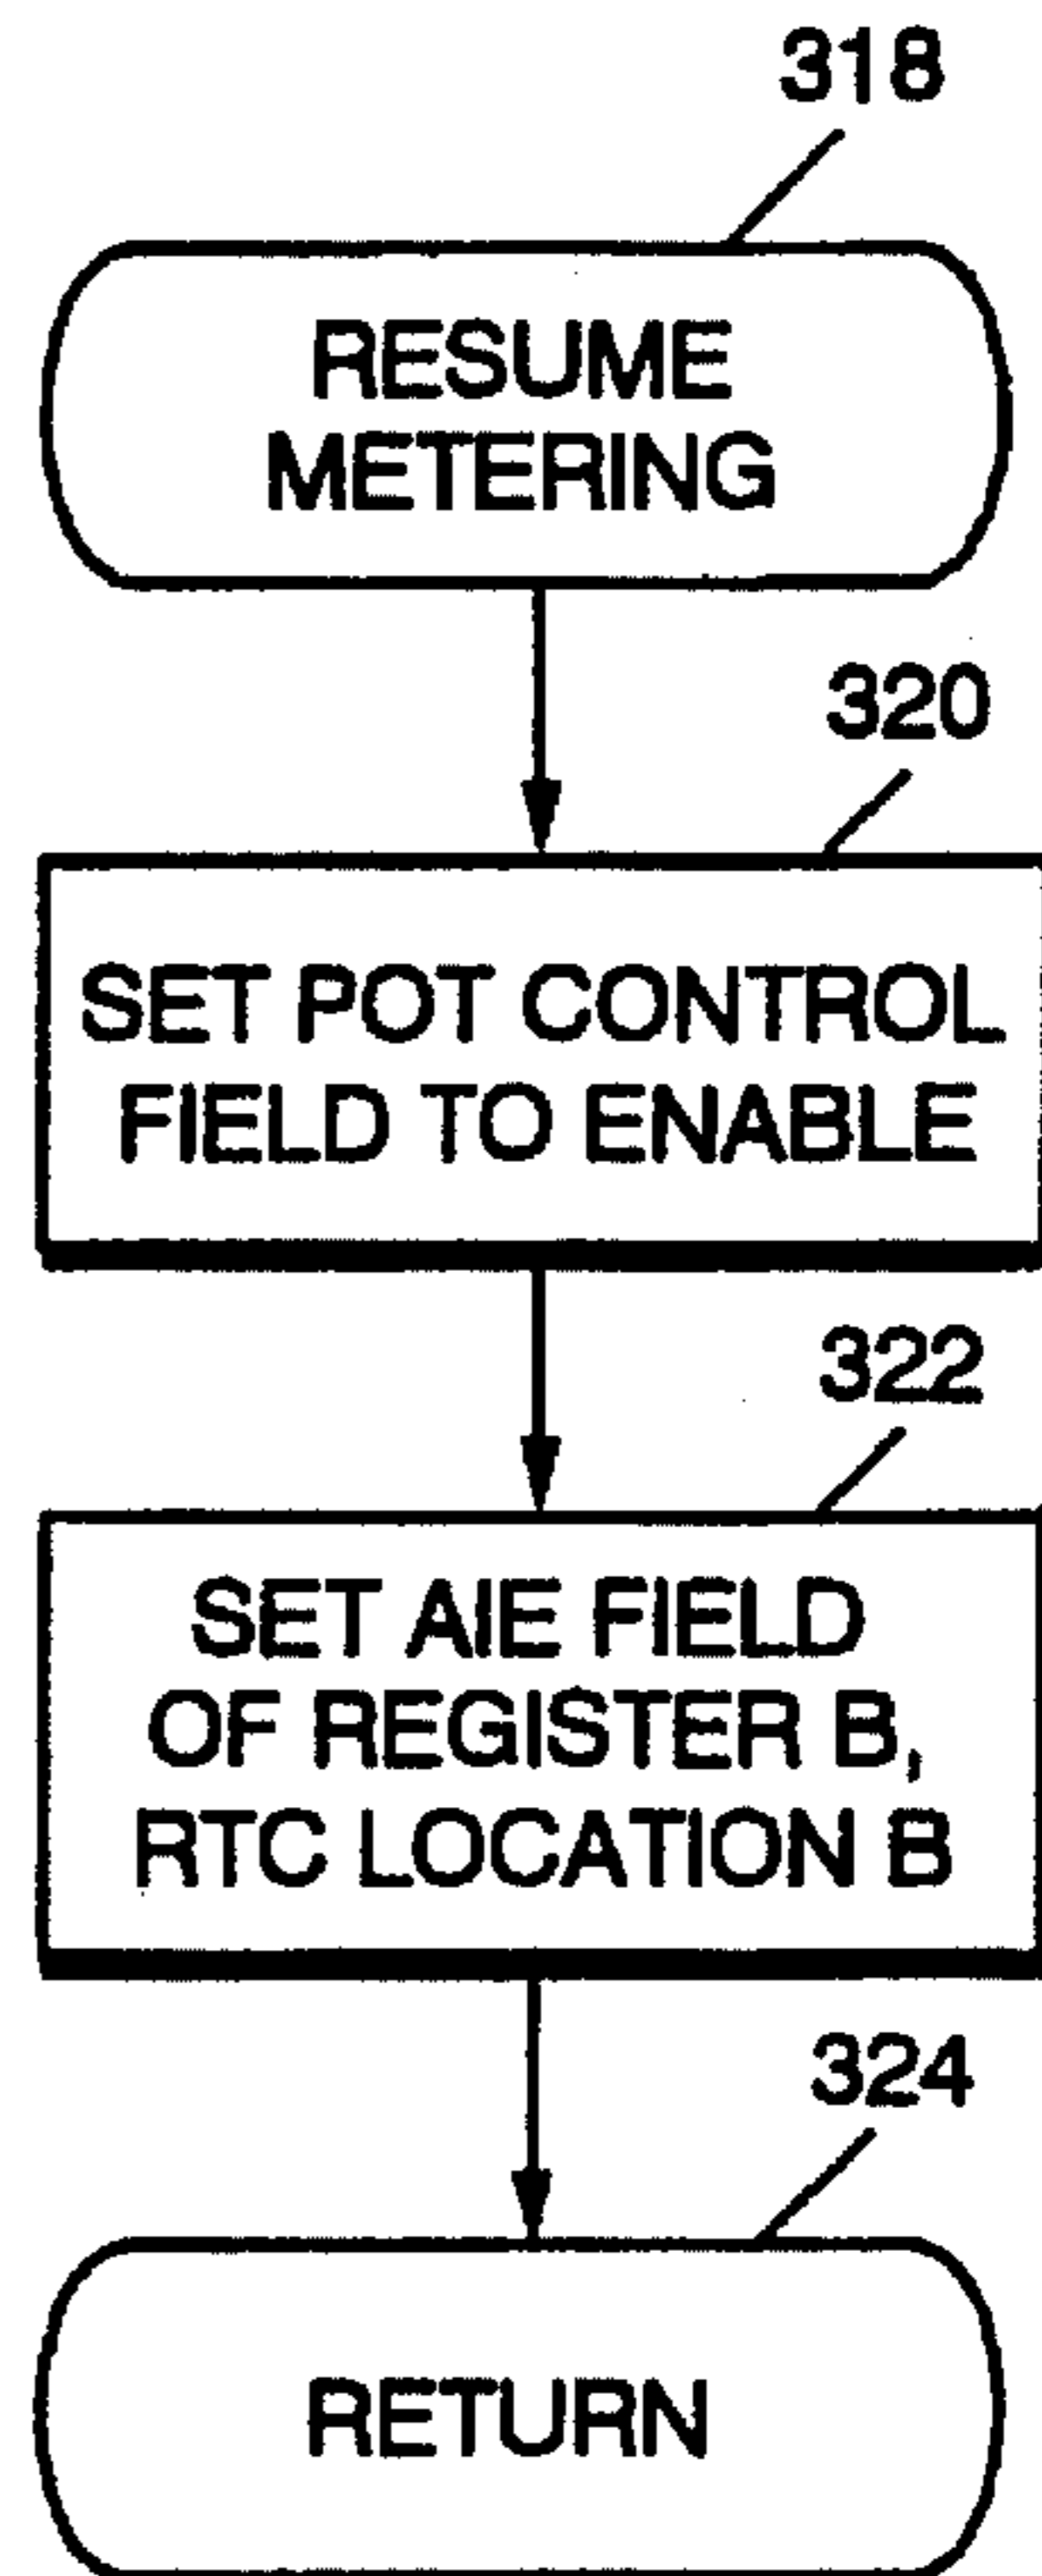 318
RESUME
METERING
320
SET POT CONTROL
FIELD TO ENABLE
322
SET AIE FIELD
OF REGISTER B,
RTC LOCATION B
324
RETURN